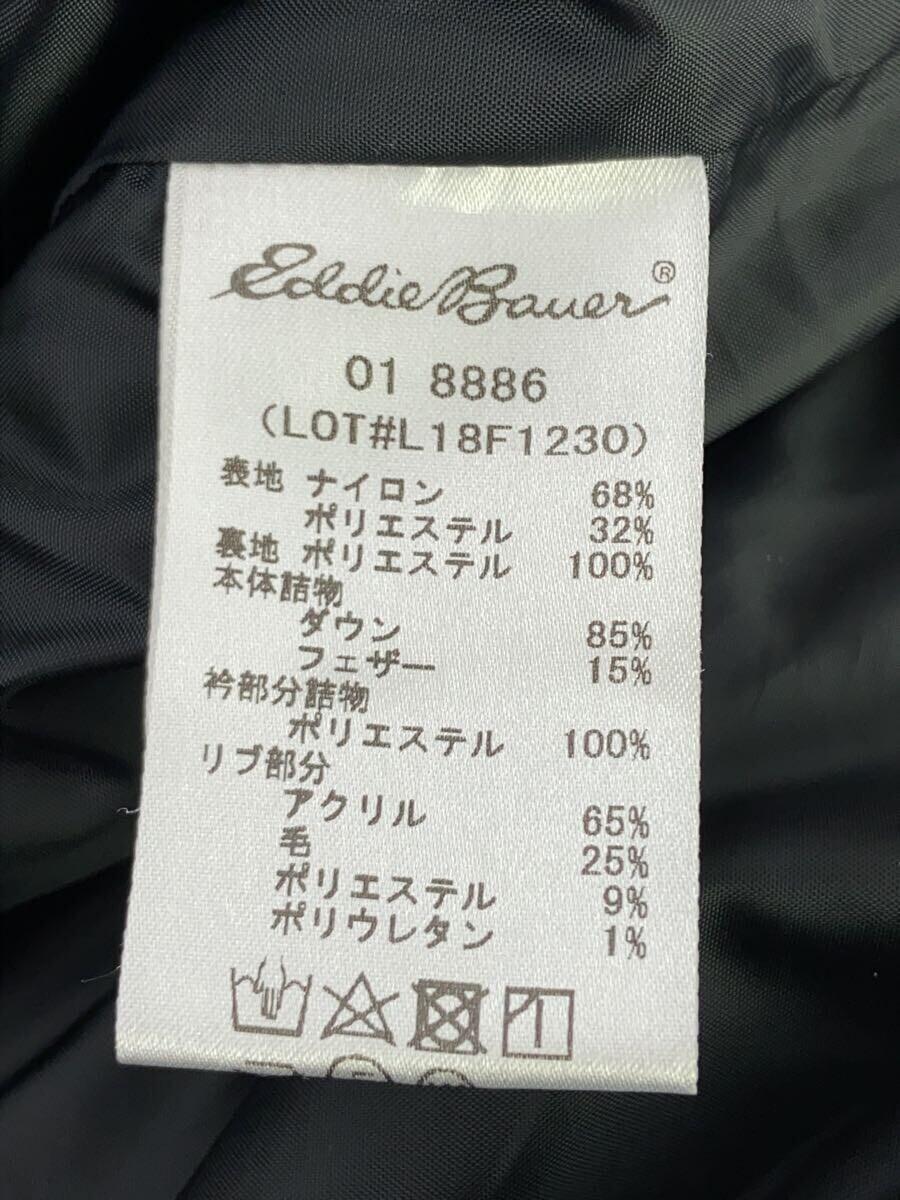 Eddie Bauer®
01 8886
(LOT#L18F1230)
表地 ナイロン 68%
ポリエステル 32%
裏地 ポリエステル 100%
本体詰物
ダウン 85%
フェザー 15%
衿部分詰物
ポリエステル 100%
リブ部分
アクリル 65%
毛 25%
ポリエステル 9%
ポリウレタン 1%